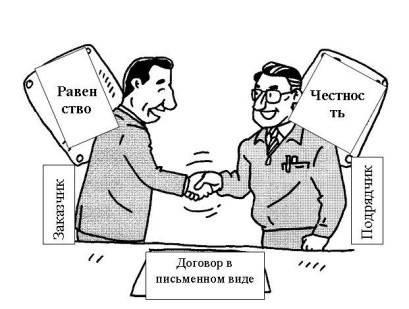 Равен
ство
Честнос
ть
Заказчик
Подрядчик
Договор в
письменном виде